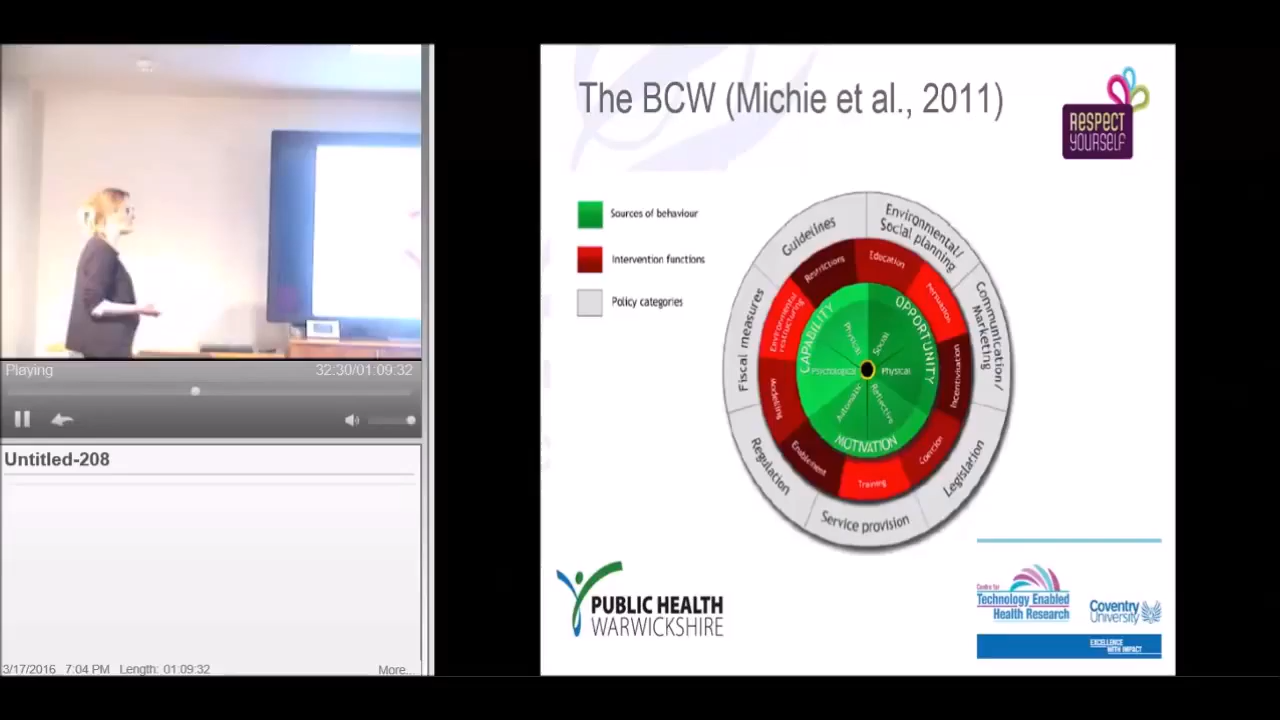 The BCW (Michie et al., 2011)
RESPECT
YOURSELF
Sources of behaviour
Intervention functions
Policy categories
Guidelines
Environmental/
Social planning
Communication/
Marketing
Legislation
Service provision
Regulation
Fiscal measures
Restrictions
Education
Persuasion
Incentivisation
Coercion
Training
Enablement
Modelling
Environmental
restructuring
CAPABILITY
OPPORTUNITY
MOTIVATION
Physical
Social
Psychological
Physical
Automatic
Reflective
Playing
32:30/01:09:32
Untitled-208
3/17/2016 7:04 PM Length: 01:09:32
More...
PUBLIC HEALTH
WARWICKSHIRE
Centre for
Technology Enabled
Health Research
Coventry
University
EXCELLENCE
WITH IMPACT